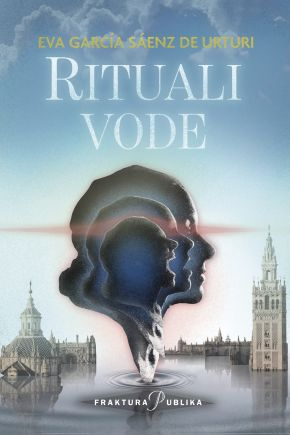 EVA GARCÍA SÁENZ DE URTURI
RITUALI
VODE
FRAKTURA PUBLIKA